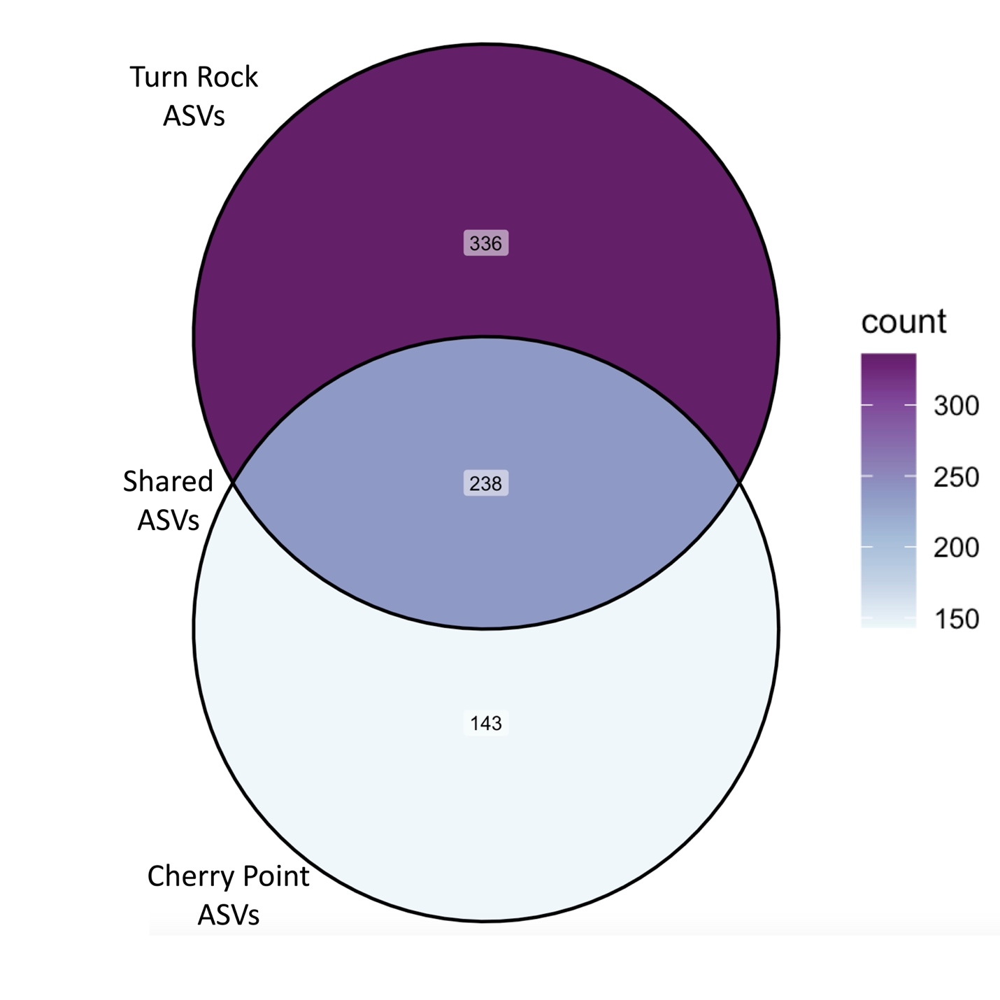 Turn Rock
ASVs
336
count
300
250
200
150
Shared
ASVs
238
143
Cherry Point
ASVs